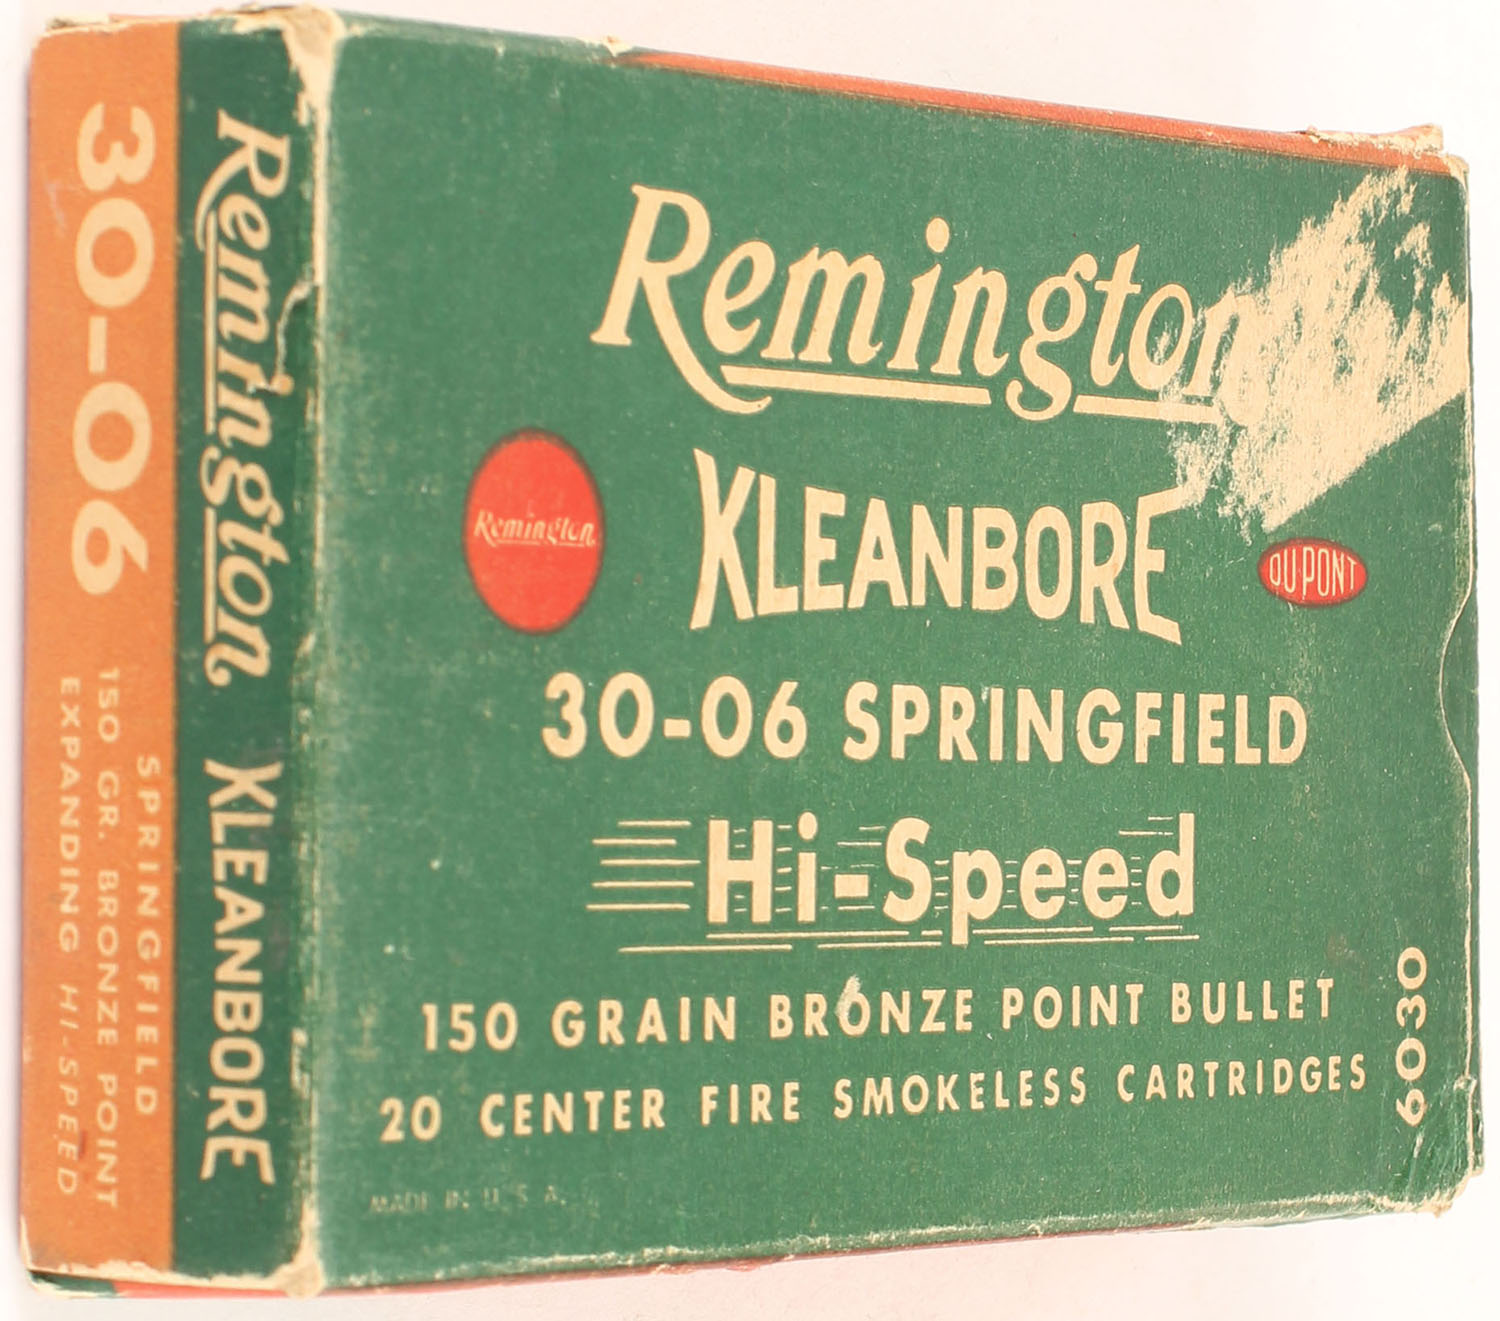 Remington
KLEANBORE
Remington
DU PONT
30-06 SPRINGFIELD
Hi-Speed
150 GRAIN BRONZE POINT BULLET
20 CENTER FIRE SMOKELESS CARTRIDGES
MADE IN U.S.A.
6030
Remington KLEANBORE
30-06
SPRINGFIELD
150 GR. BRONZE POINT
EXPANDING HI-SPEED